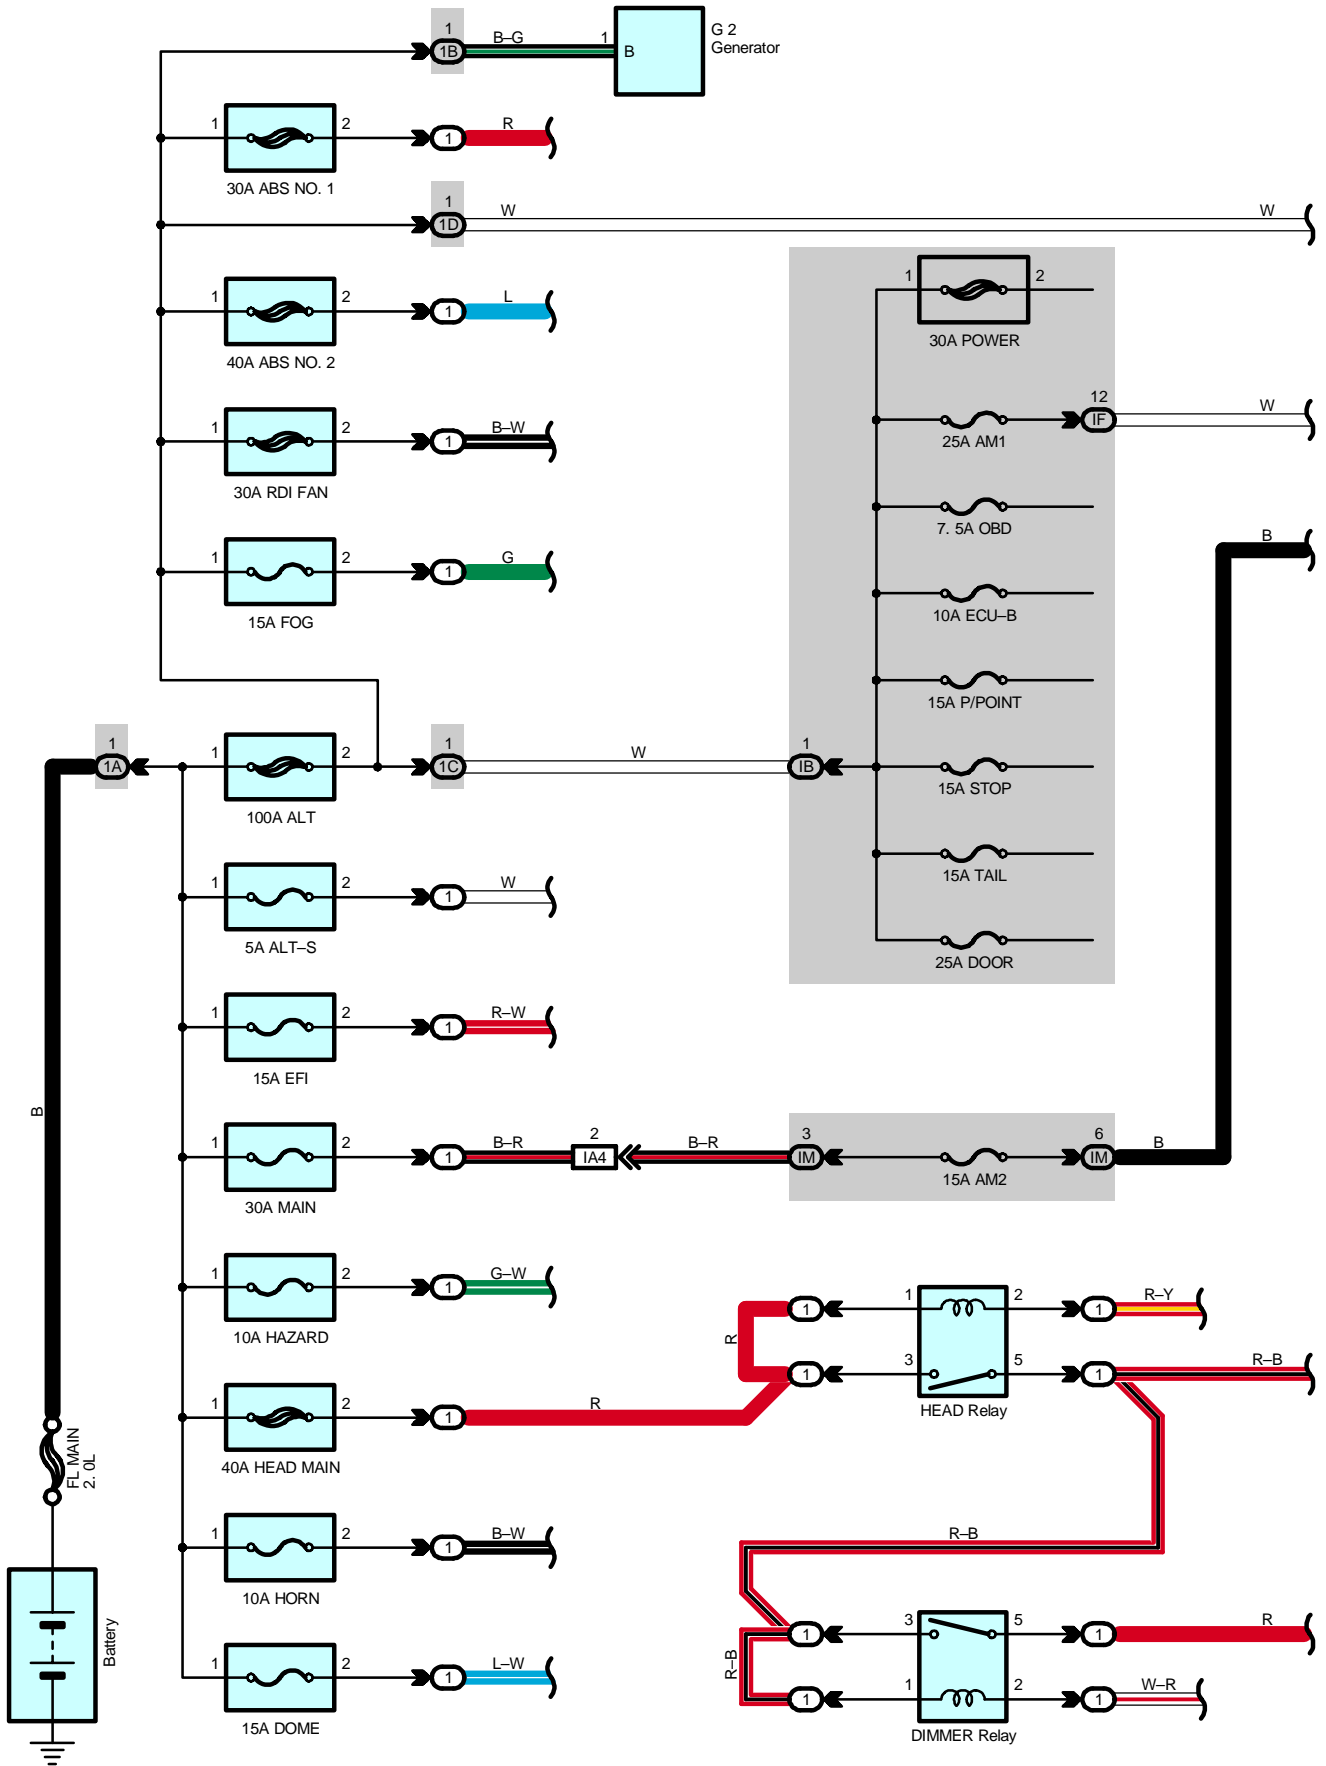 1
1B
B–G
1
B
G 2
Generator
1
2
1
R
30A ABS NO. 1
1
1D
W
W
1
2
1
L
40A ABS NO. 2
1
2
30A POWER
12
IF
W
25A AM1
1
2
1
B–W
30A RDI FAN
7. 5A OBD
B
1
2
1
G
15A FOG
10A ECU–B
15A P/POINT
1
1A
1
2
100A ALT
1
1C
W
1
IB
15A STOP
15A TAIL
1
2
1
W
5A ALT–S
25A DOOR
1
2
1
R–W
15A EFI
B
1
2
1
B–R
2
IA4
B–R
3
IM
15A AM2
6
IM
B
30A MAIN
1
2
1
G–W
10A HAZARD
R
1
1
2
1
R–Y
1
3
5
1
R–B
HEAD Relay
1
2
1
R
40A HEAD MAIN
FL MAIN
2. 0L
1
2
1
B–W
10A HORN
R–B
Battery
1
2
1
L–W
15A DOME
R–B
1
3
5
1
R
1
1
2
1
W–R
DIMMER Relay